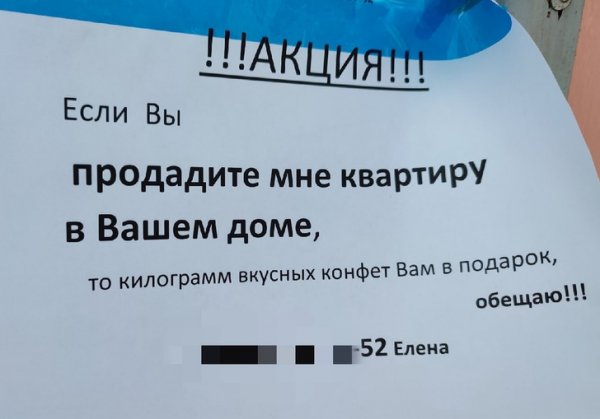 !!!АКЦИЯ!!!
Если Вы
продадите мне квартиру
в Вашем доме,
то килограмм вкусных конфет Вам в подарок,
обещаю!!!
-52 Елена